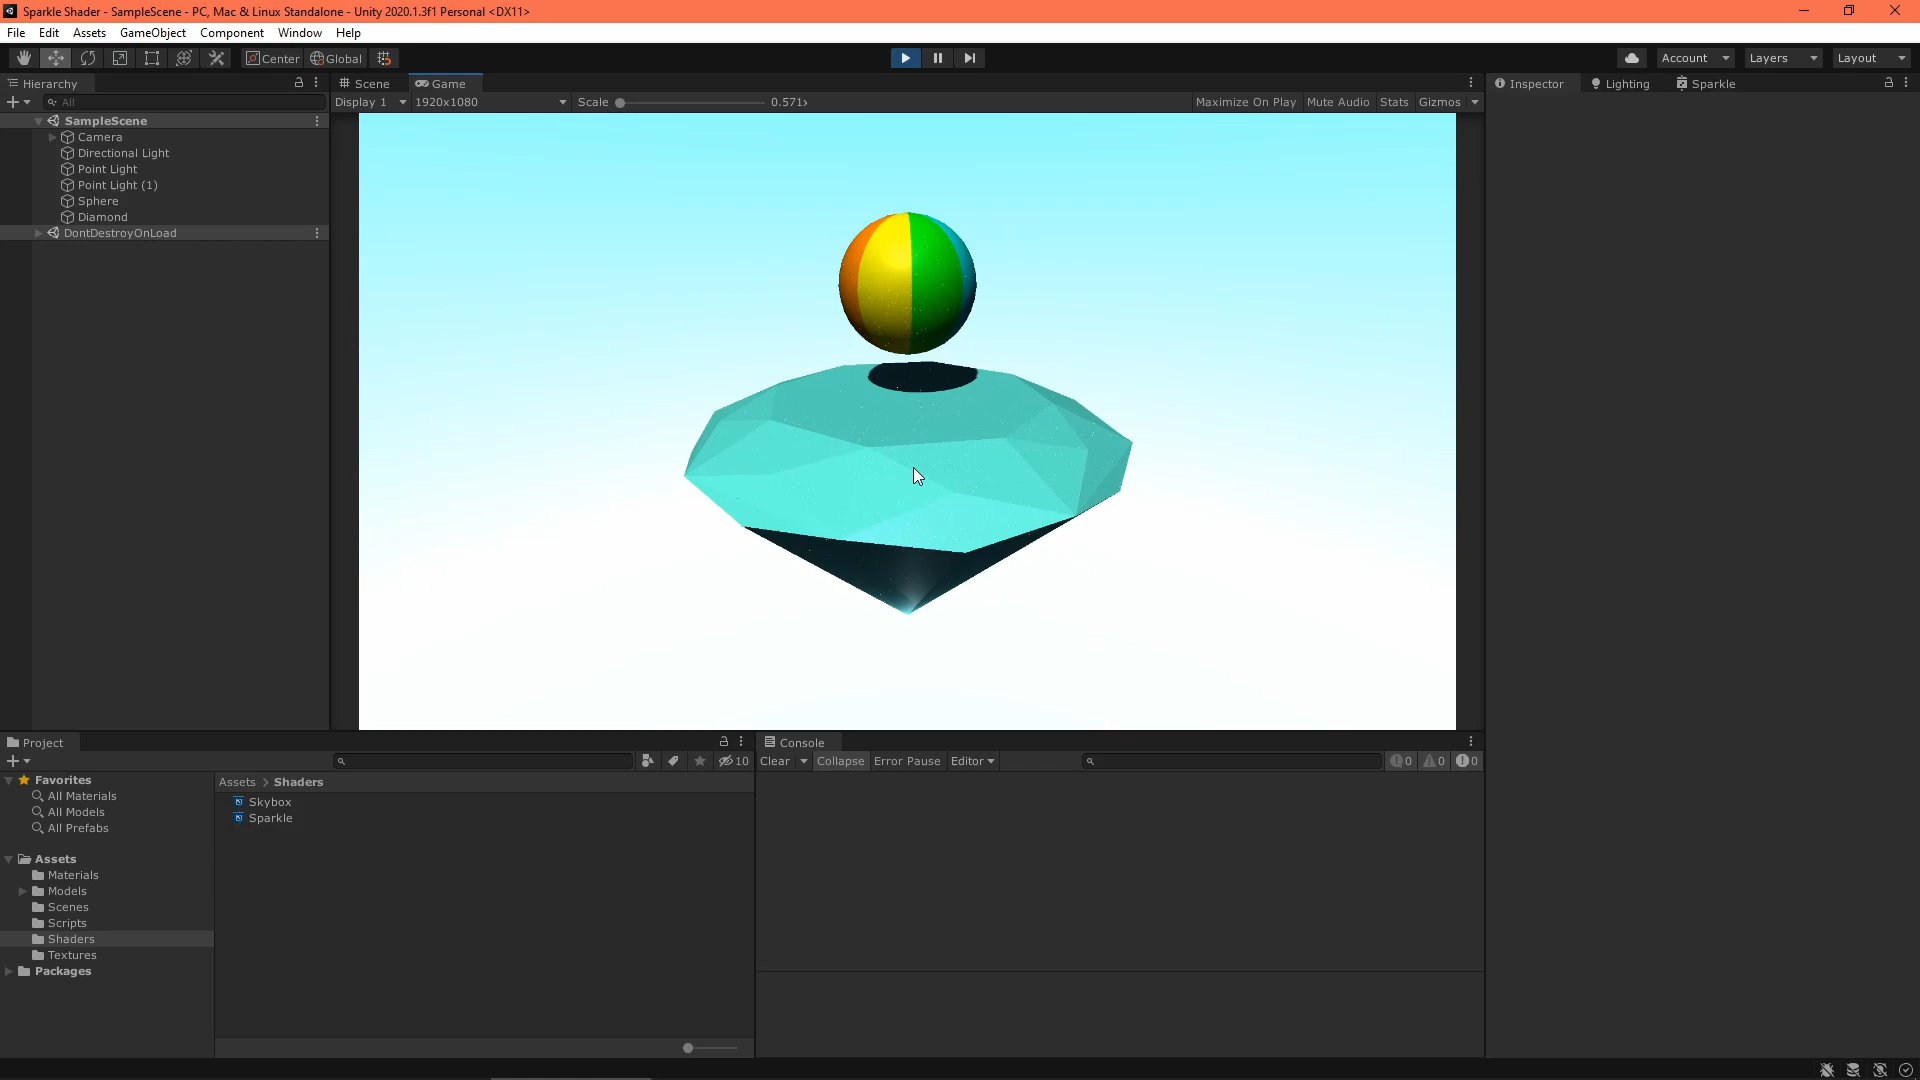 Sparkle Shader - SampleScene - PC, Mac & Linux Standalone - Unity 2020.1.3f1 Personal <DX11>
File Edit Assets GameObject Component Window Help
Center Global Account Layers Layout
Hierarchy Scene Game Inspector Lighting Sparkle
All Display 1 1920x1080 Scale 0.571x Maximize On Play Mute Audio Stats Gizmos
SampleScene
Camera
Directional Light
Point Light
Point Light (1)
Sphere
Diamond
DontDestroyOnLoad
Project Console
10 Clear Collapse Error Pause Editor 0 0 0
Favorites Assets > Shaders
All Materials Skybox
All Models Sparkle
All Prefabs
Assets
Materials
Models
Scenes
Scripts
Shaders
Textures
Packages